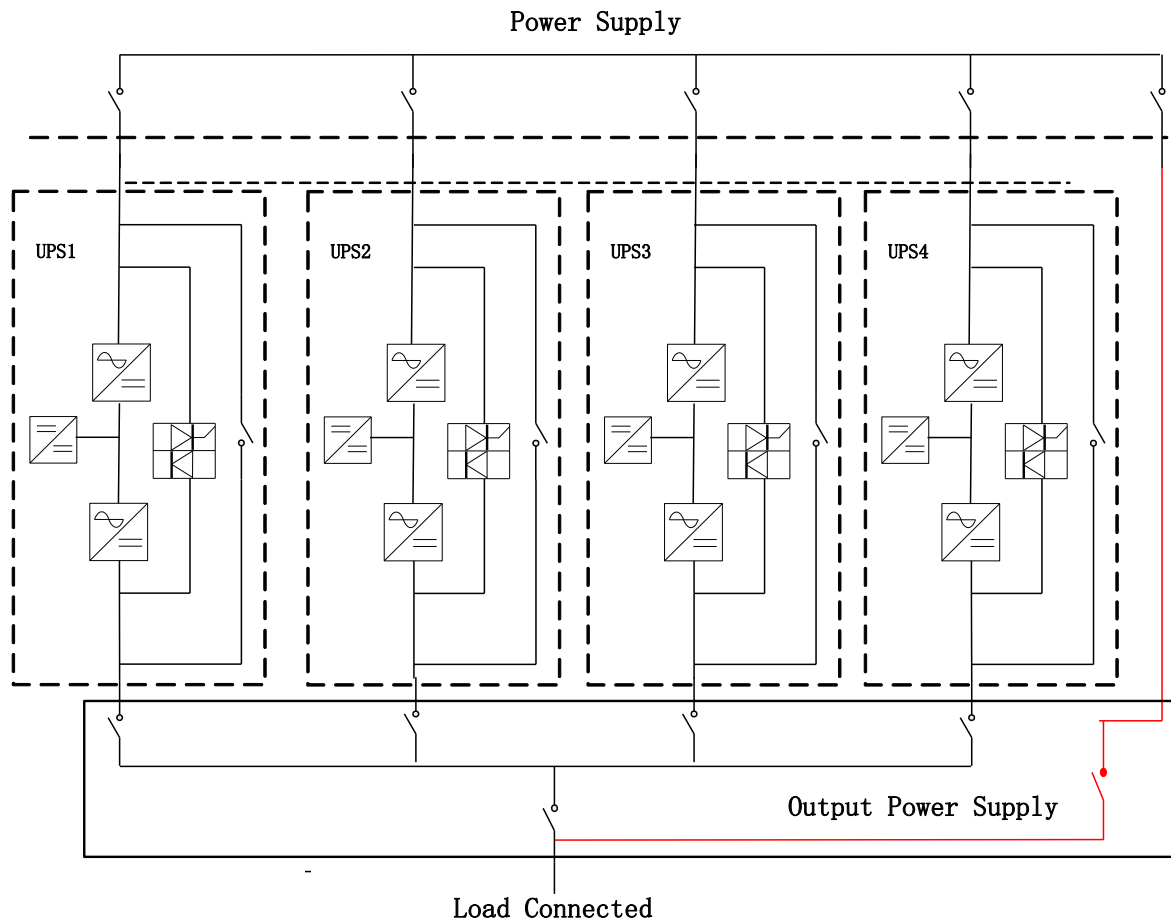 Power Supply
UPS1
UPS2
UPS3
UPS4
Output Power Supply
Load Connected